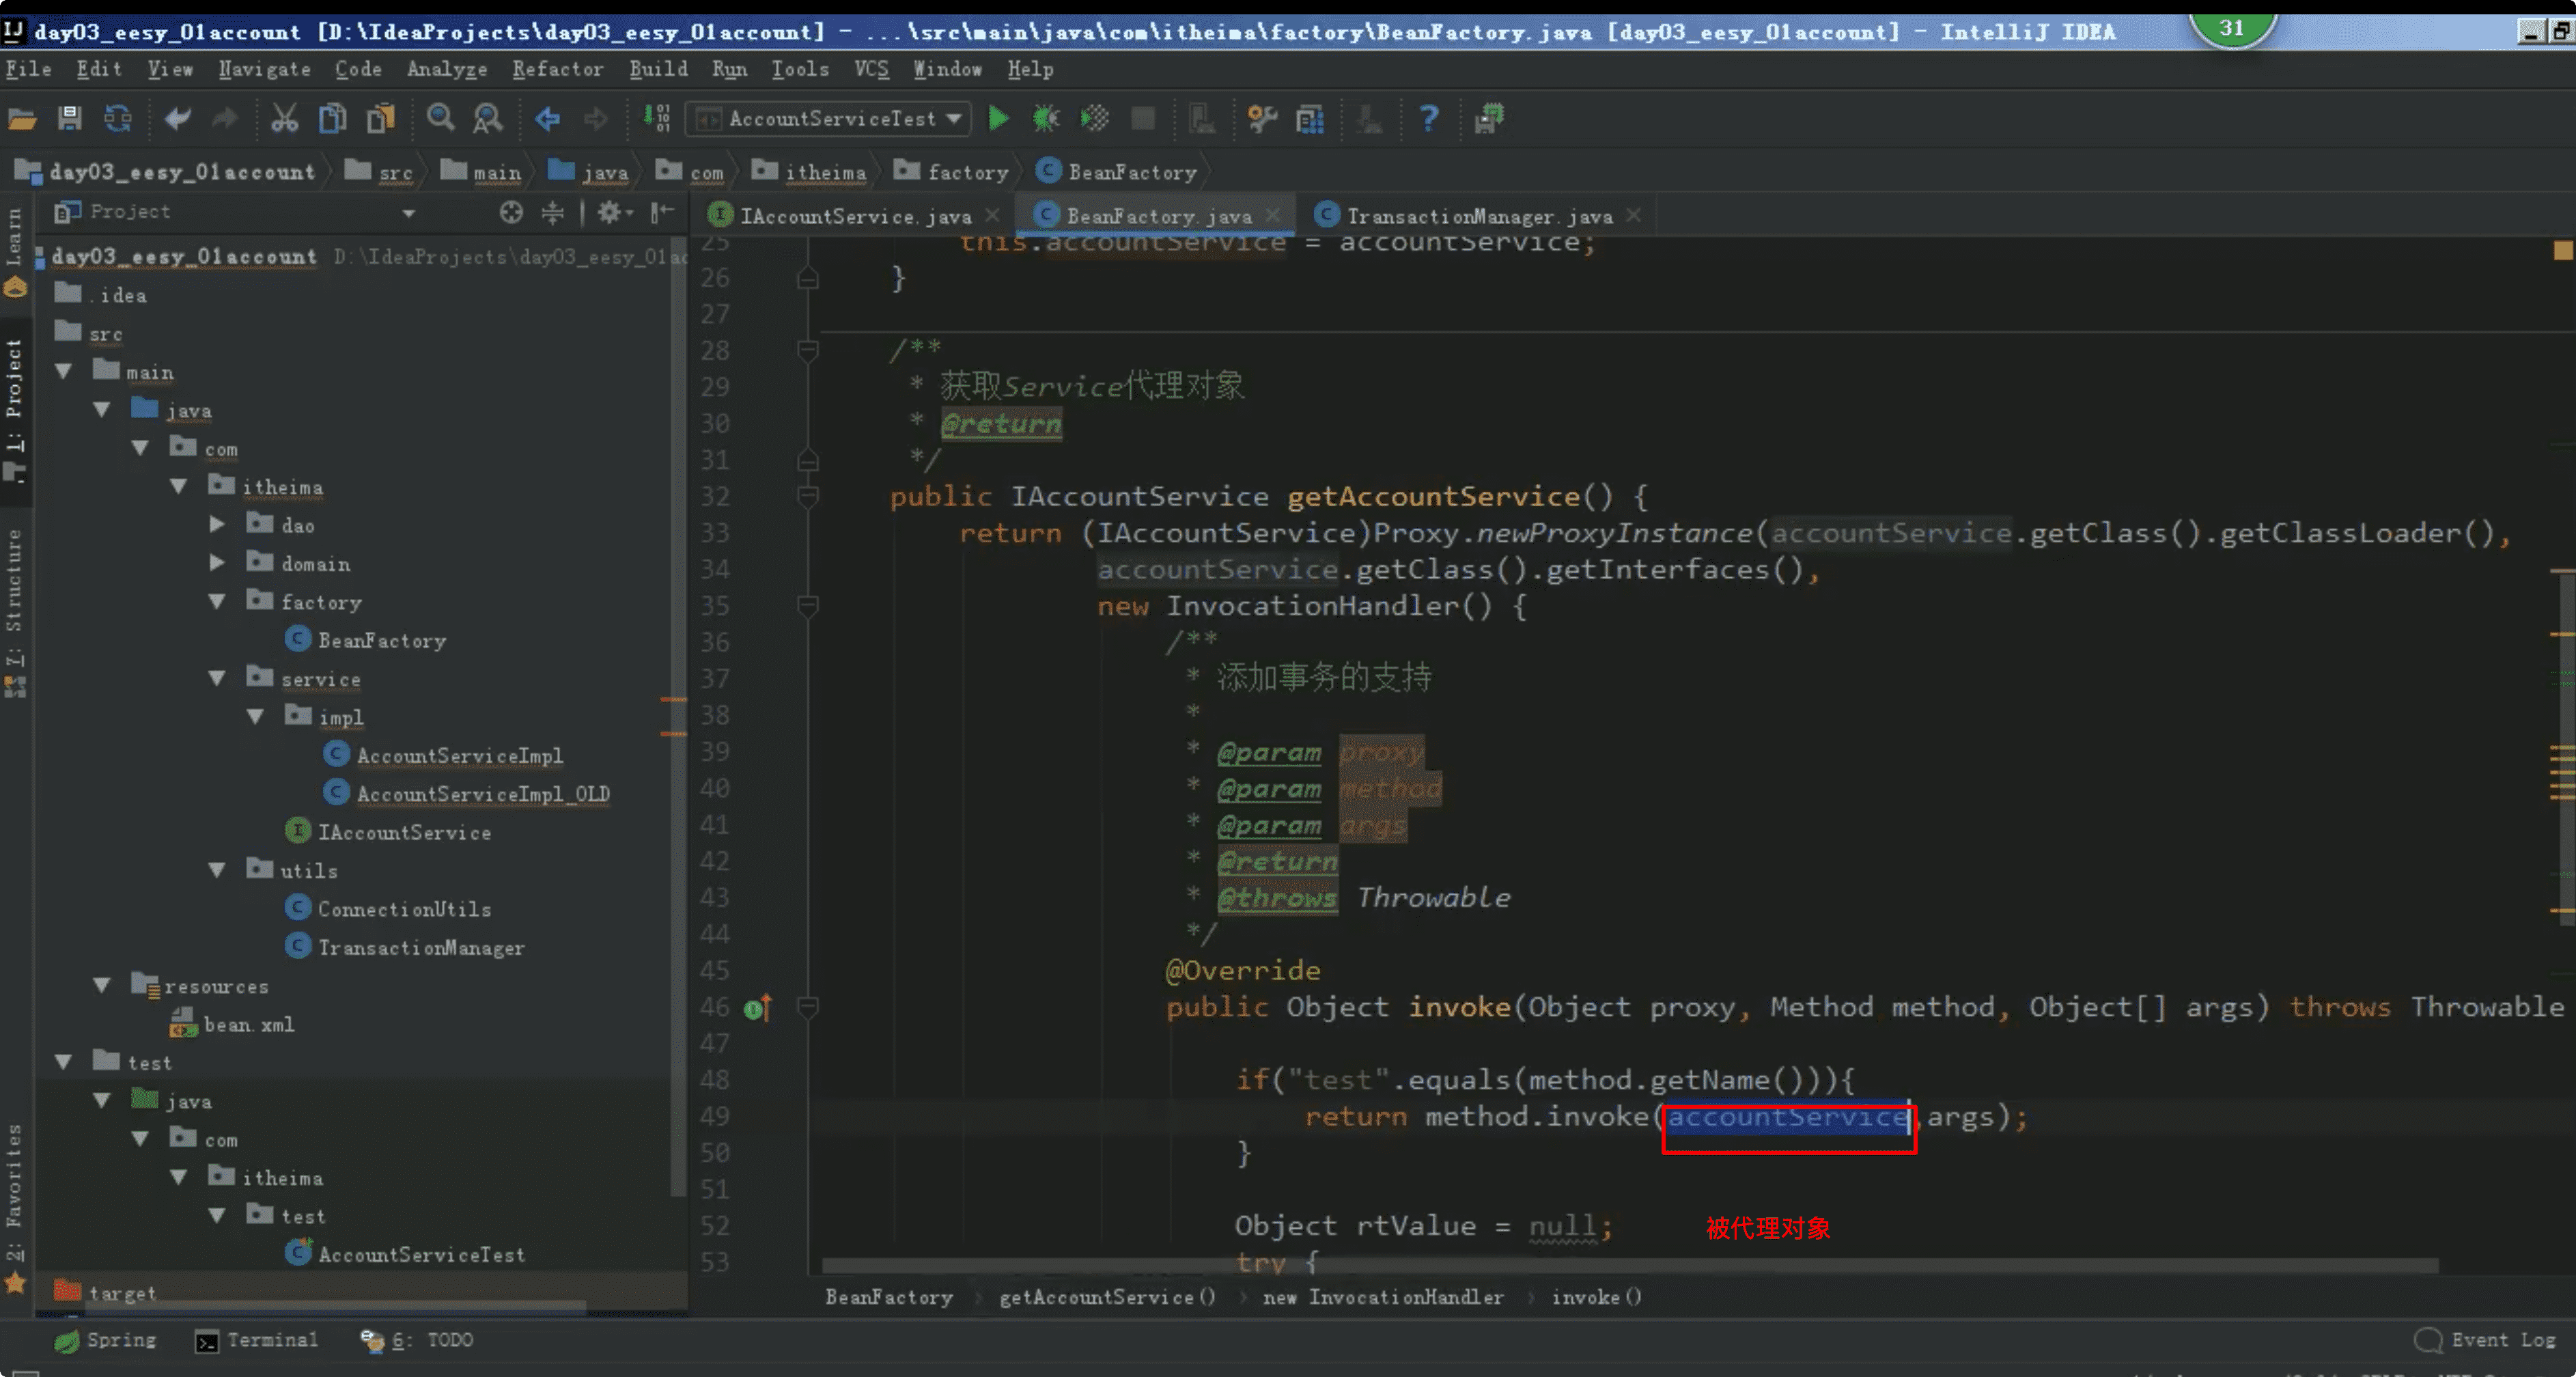 day03_eesy_01account [D:\IdeaProjects\day03_eesy_01account] - ...\src\main\java\com\itheima\factory\BeanFactory.java [day03_eesy_01account] - IntelliJ IDEA
31
File Edit View Navigate Code Analyze Refactor Build Run Tools VCS Window Help
AccountServiceTest
day03_eesy_01account src main java com itheima factory BeanFactory
Project
IAccountService.java BeanFactory.java TransactionManager.java
Learn
1: Project
7: Structure
2: Favorites
day03_eesy_01account D:\IdeaProjects\day03_eesy_01ac
.idea
src
main
java
com
itheima
dao
domain
factory
BeanFactory
service
impl
AccountServiceImpl
AccountServiceImpl_OLD
IAccountService
utils
ConnectionUtils
TransactionManager
resources
bean.xml
test
java
com
itheima
test
AccountServiceTest
target
25 this.accountService = accountService;
26 }
27
28 /**
29 * 获取Service代理对象
30 * @return
31 */
32 public IAccountService getAccountService() {
33 return (IAccountService)Proxy.newProxyInstance(accountService.getClass().getClassLoader(),
34 accountService.getClass().getInterfaces(),
35 new InvocationHandler() {
36 /**
37 * 添加事务的支持
38 *
39 * @param proxy
40 * @param method
41 * @param args
42 * @return
43 * @throws Throwable
44 */
45 @Override
46 public Object invoke(Object proxy, Method method, Object[] args) throws Throwable
47
48 if("test".equals(method.getName())){
49 return method.invoke(accountService,args);
50 }
51
52 Object rtValue = null;
被代理对象
53 try {
BeanFactory getAccountService() new InvocationHandler invoke()
Spring Terminal 6: TODO Event Log